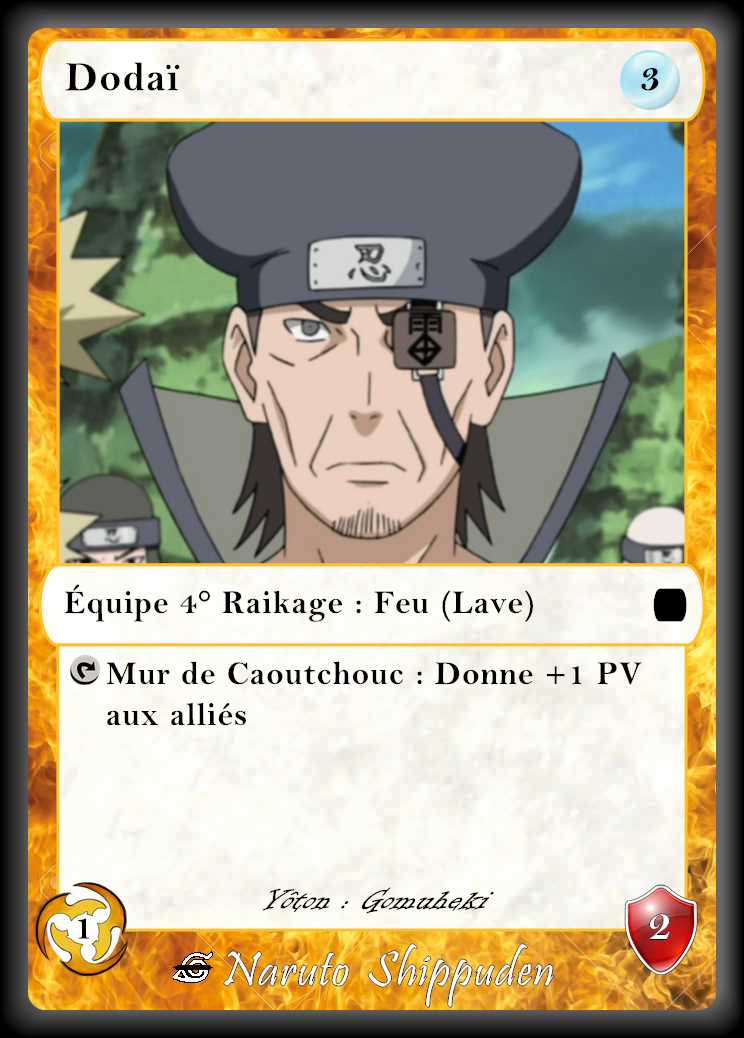 Dodaï
3
忍
雷
Équipe 4° Raikage : Feu (Lave)
Mur de Caoutchouc : Donne +1 PV
aux alliés
Yôton : Gomuheki
1
2
Naruto Shippuden